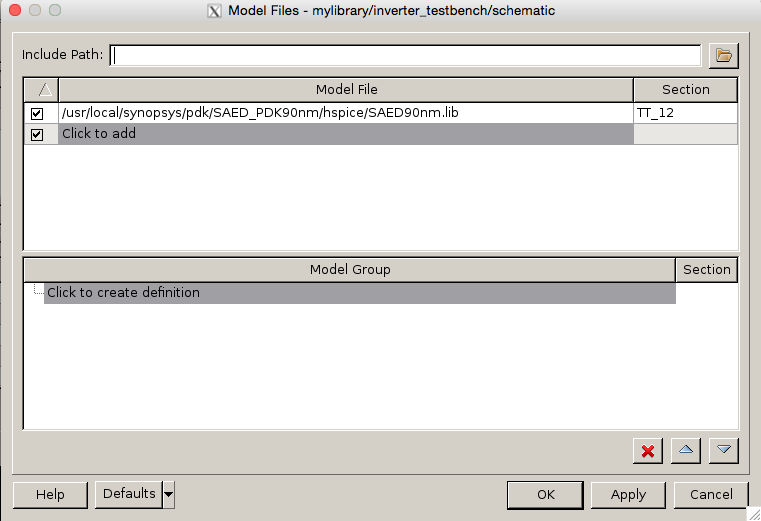 Model Files - mylibrary/inverter_testbench/schematic
Include Path:
Model File Section
/usr/local/synopsys/pdk/SAED_PDK90nm/hspice/SAED90nm.lib TT_12
Click to add
Model Group Section
Click to create definition
Help Defaults OK Apply Cancel